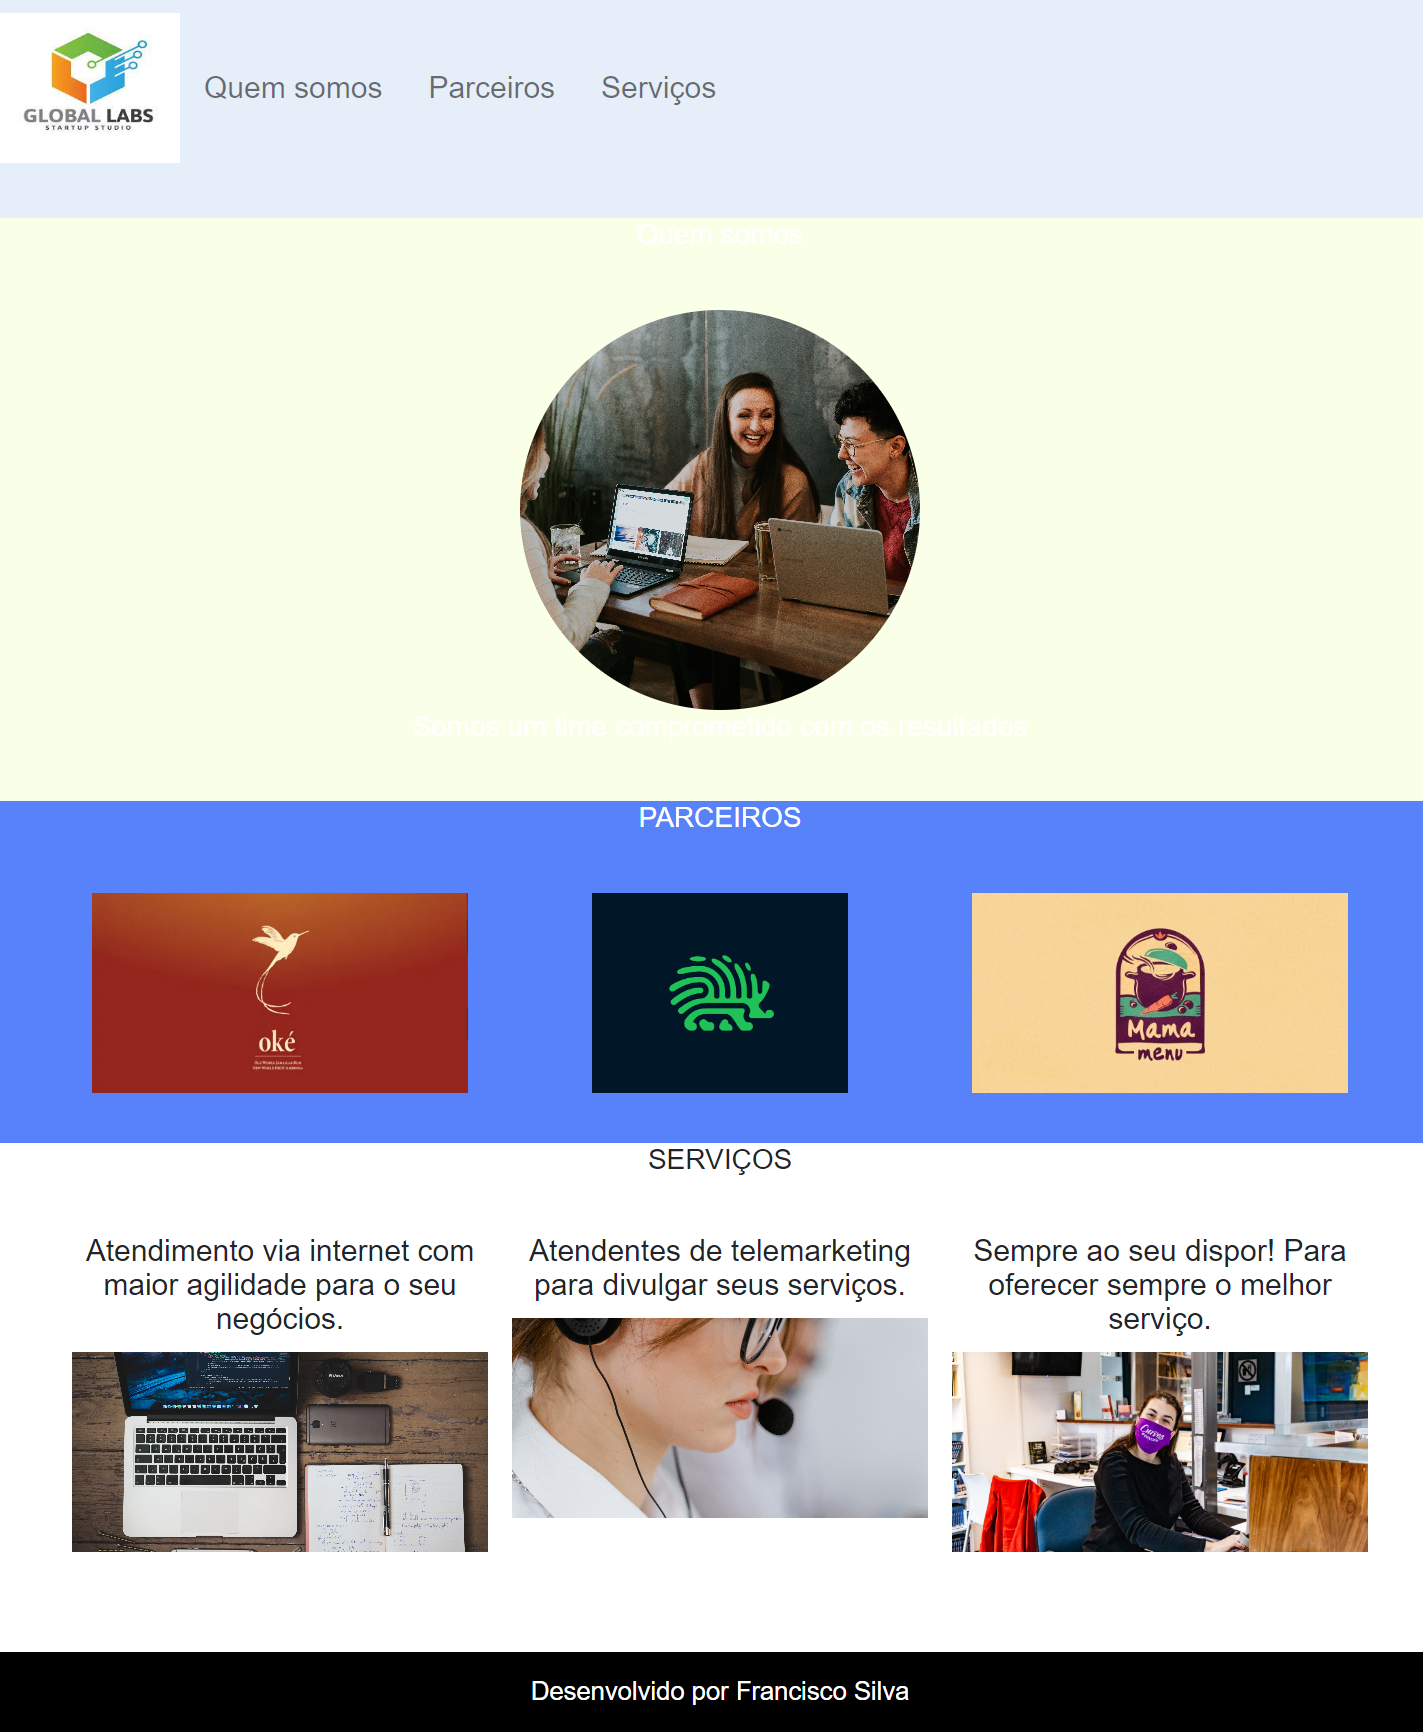 GLOBAL LABS
STARTUP STUDIO
Quem somos
Parceiros
Serviços
Quem somos
Somos um time comprometido com os resultados
PARCEIROS
oké
Mama
menu
SERVIÇOS
Atendimento via internet com
maior agilidade para o seu
negócios.
Atendentes de telemarketing
para divulgar seus serviços.
Sempre ao seu dispor! Para
oferecer sempre o melhor
serviço.
Curves
Desenvolvido por Francisco Silva